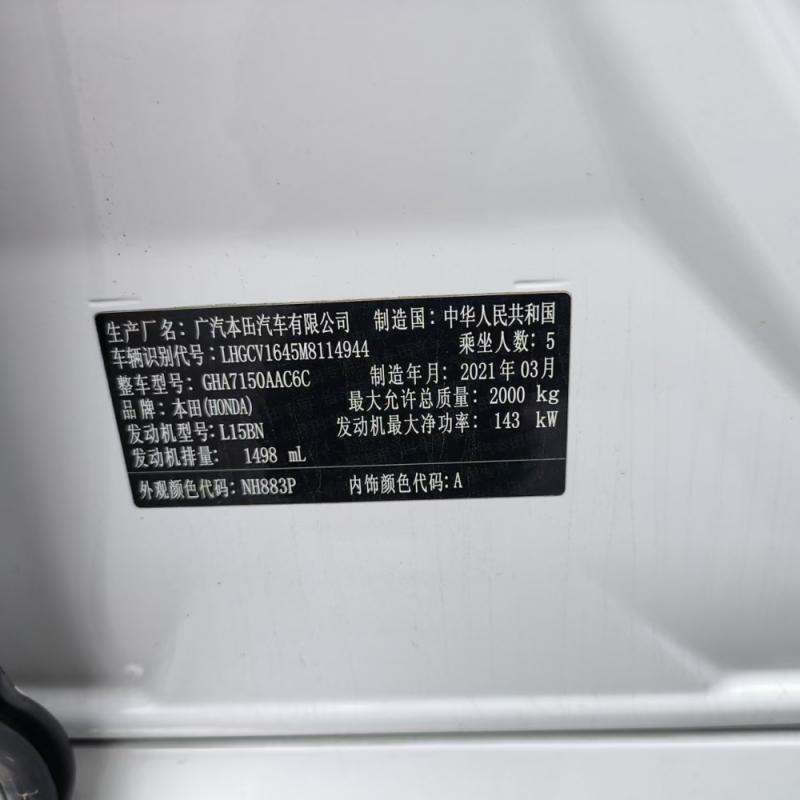 生产厂名：广汽本田汽车有限公司 制造国：中华人民共和国
车辆识别代号：LHGCV1645M8114944 乘坐人数：5
整车型号：GHA7150AAC6C 制造年月：2021年03月
品牌：本田(HONDA) 最大允许总质量：2000 kg
发动机型号：L15BN 发动机最大净功率：143 kW
发动机排量：1498 mL
外观颜色代码：NH883P 内饰颜色代码：A